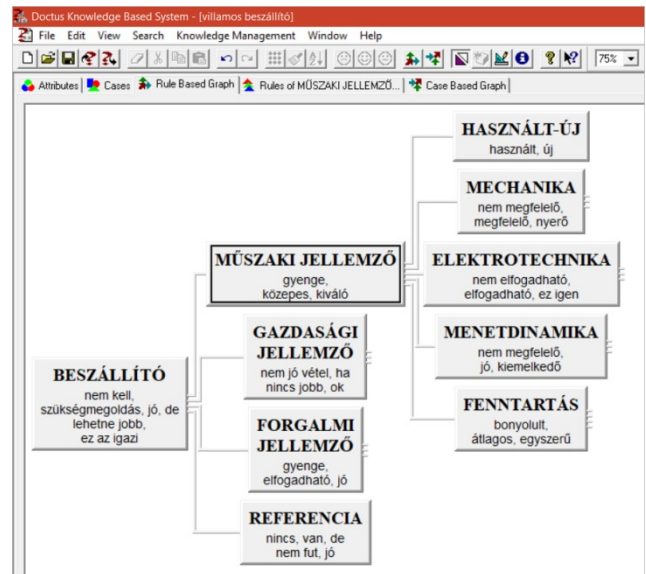 Doctus Knowledge Based System - [villamos beszállító]
File Edit View Search Knowledge Management Window Help
75%
Attributes Cases Rule Based Graph Rules of MŰSZAKI JELLEMZŐ... Case Based Graph
HASZNÁLT-ÚJ
használt, új
MECHANIKA
nem megfelelő,
megfelelő, nyerő
MŰSZAKI JELLEMZŐ
gyenge,
közepes, kiváló
ELEKTROTECHNIKA
nem elfogadható,
elfogadható, ez igen
GAZDASÁGI
JELLEMZŐ
nem jó vétel, ha
nincs jobb, ok
MENETDINAMIKA
nem megfelelő,
jó, kiemelkedő
BESZÁLLÍTÓ
nem kell,
szükségmegoldás, jó, de
lehetne jobb,
ez az igazi
FORGALMI
JELLEMZŐ
gyenge,
elfogadható, jó
FENNTARTÁS
bonyolult,
átlagos, egyszerű
REFERENCIA
nincs, van, de
nem fut, jó